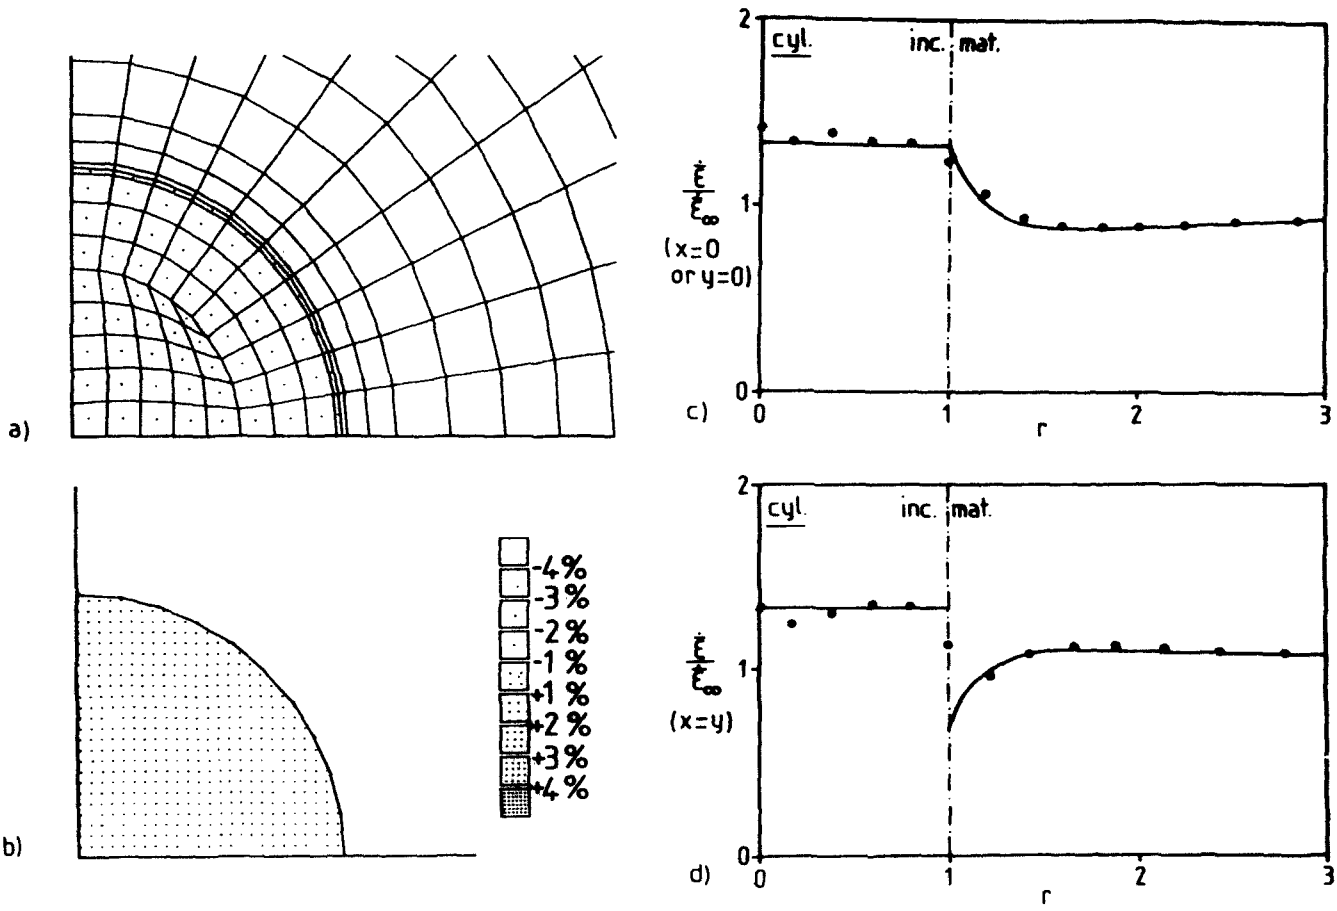 a)
b)
-4%
-3%
-2%
-1%
+1%
+2%
+3%
+4%
c)
2
1
0
cyl.
inc. mat.
ε̇
ε̇∞
(x=0
or y=0)
0
1
2
3
r
d)
2
1
0
cyl.
inc. mat.
ε̇
ε̇∞
(x=y)
0
1
2
3
r